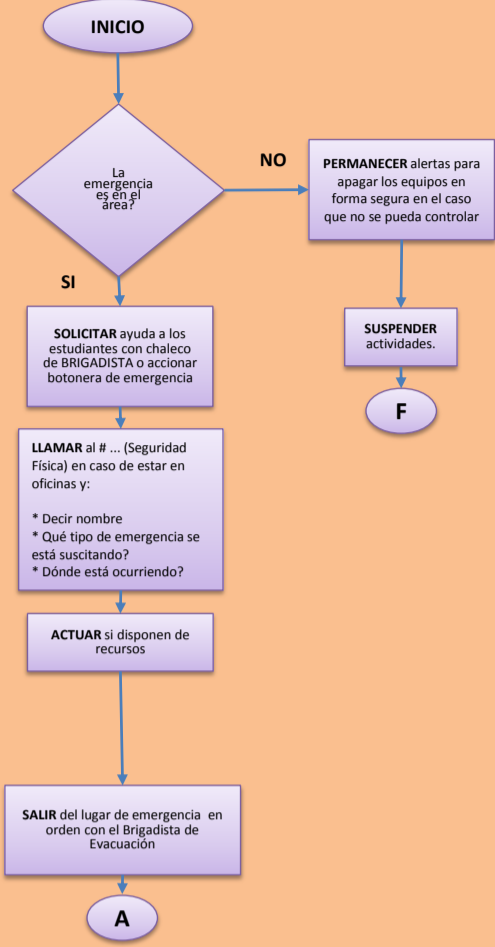 INICIO
La
emergencia
es en el
área?
NO
PERMANECER alertas para
apagar los equipos en
forma segura en el caso
que no se pueda controlar
SI
SOLICITAR ayuda a los
estudiantes con chaleco
de BRIGADISTA o accionar
botonera de emergencia
SUSPENDER
actividades.
F
LLAMAR al # ... (Seguridad
Física) en caso de estar en
oficinas y:
* Decir nombre
* Qué tipo de emergencia se
está suscitando?
* Dónde está ocurriendo?
ACTUAR si disponen de
recursos
SALIR del lugar de emergencia en
orden con el Brigadista de
Evacuación
A